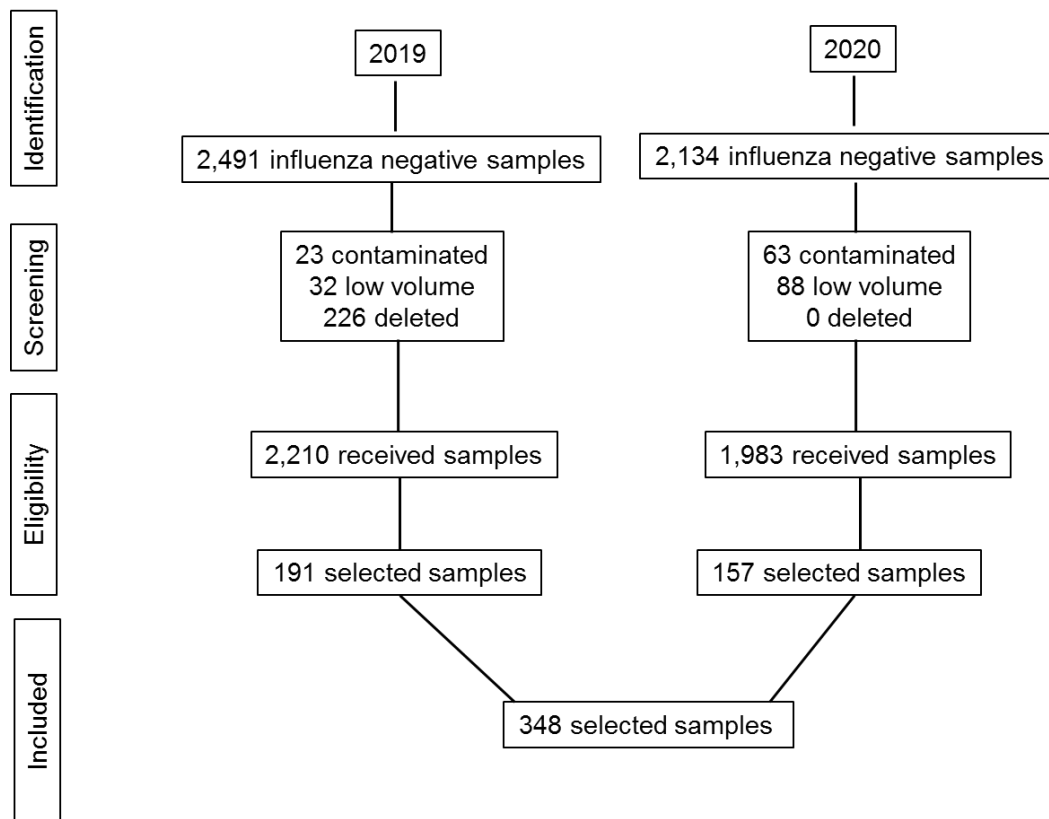 Identification
2019
2020
2,491 influenza negative samples
2,134 influenza negative samples
Screening
23 contaminated
32 low volume
226 deleted
63 contaminated
88 low volume
0 deleted
Eligibility
2,210 received samples
1,983 received samples
191 selected samples
157 selected samples
Included
348 selected samples